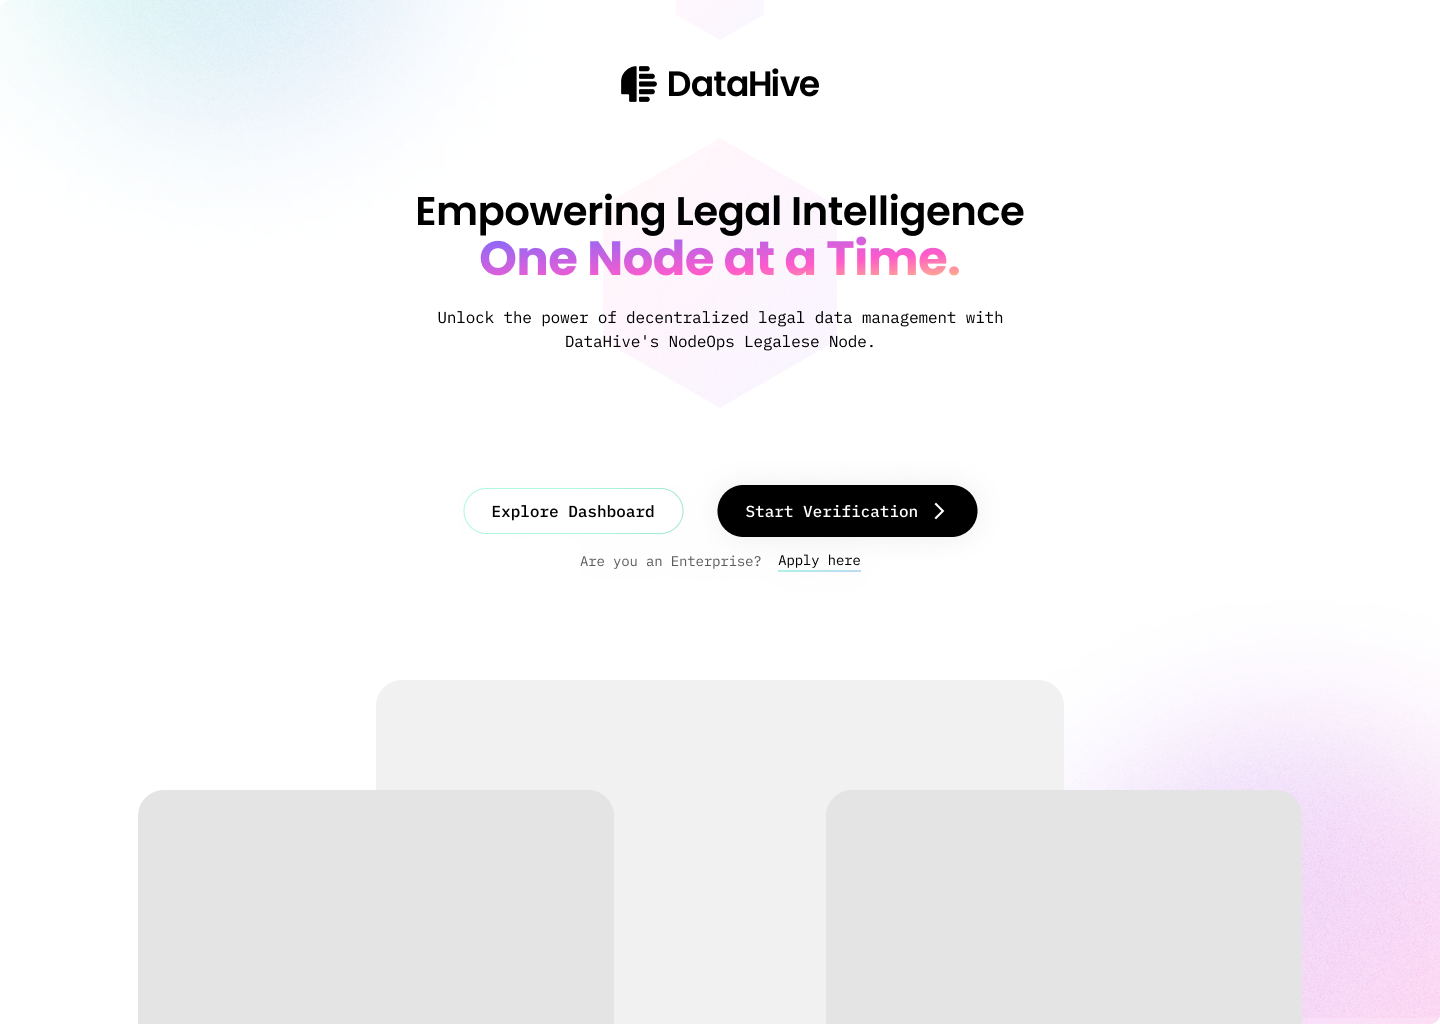 DataHive
Empowering Legal Intelligence
One Node at a Time.
Unlock the power of decentralized legal data management with
DataHive's NodeOps Legalese Node.
Explore Dashboard
Start Verification
Are you an Enterprise? Apply here